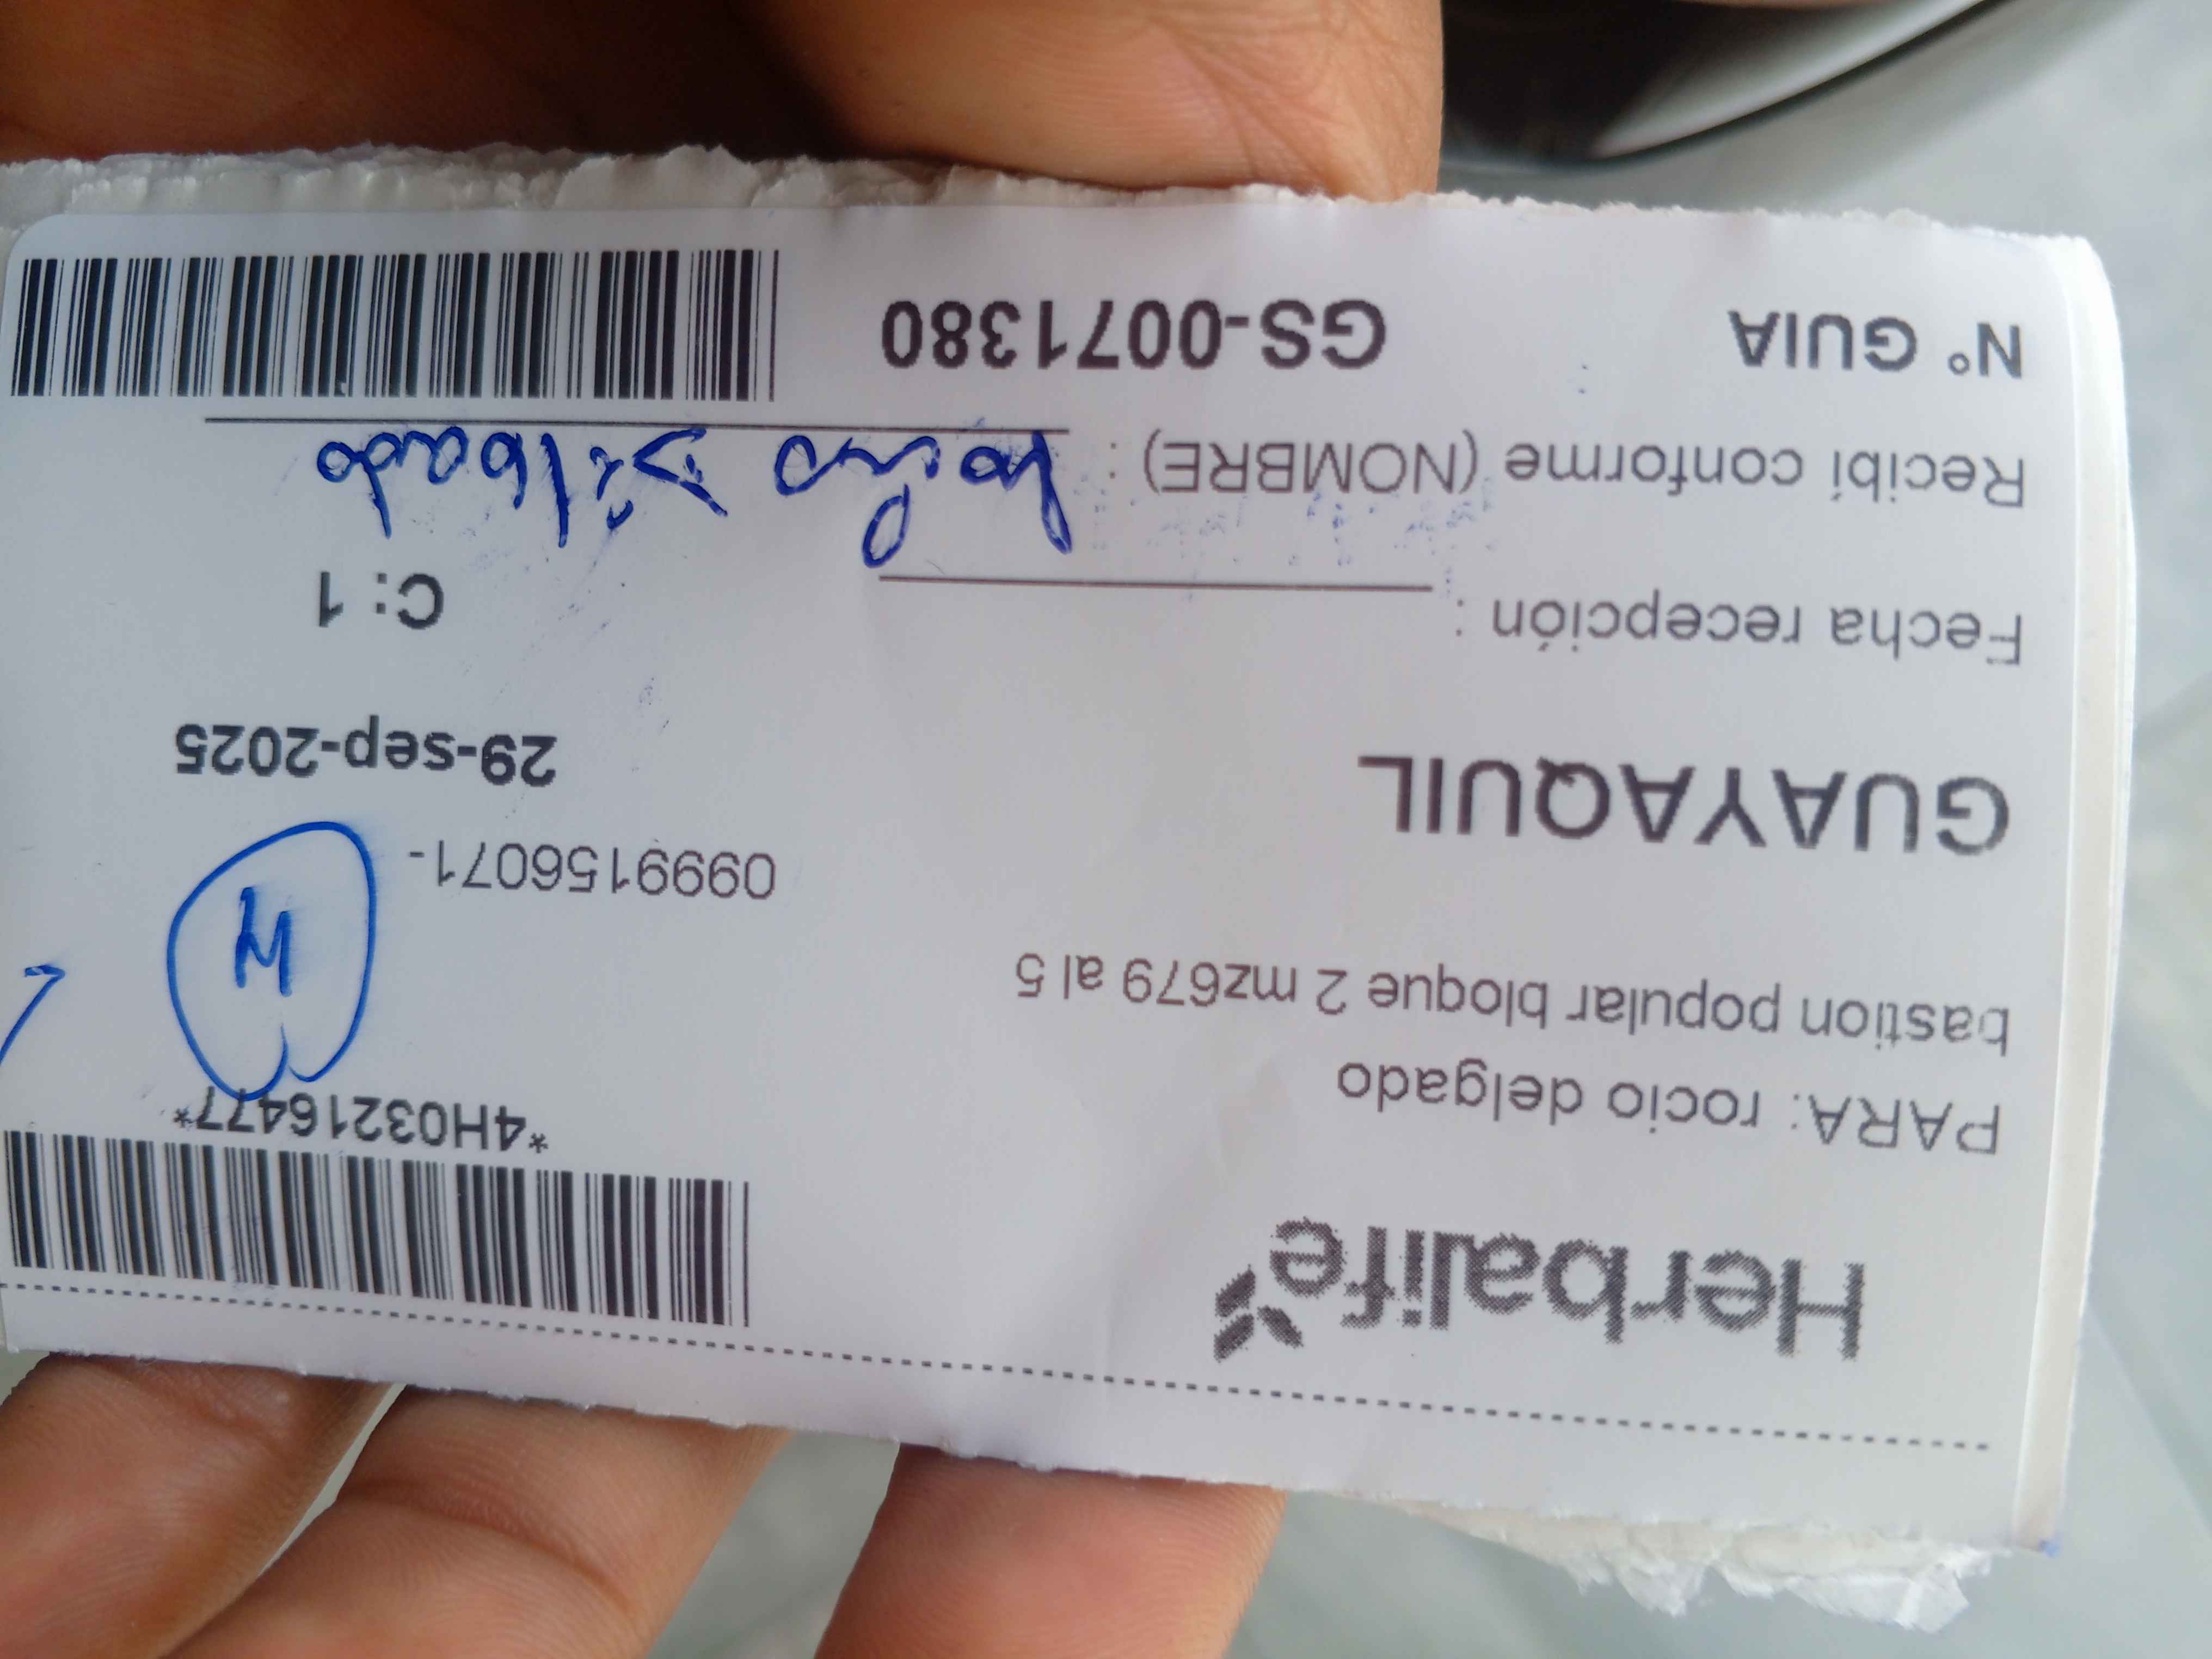 Herbalife
*4H03216477*
PARA: rocio delgado
bastion popular bloque 2 mz679 al 5
0999156071-
GUAYAQUIL
29-sep-2025
Fecha recepción :
C: 1
Recibí conforme (NOMBRE) :
N° GUIA GS-0071380